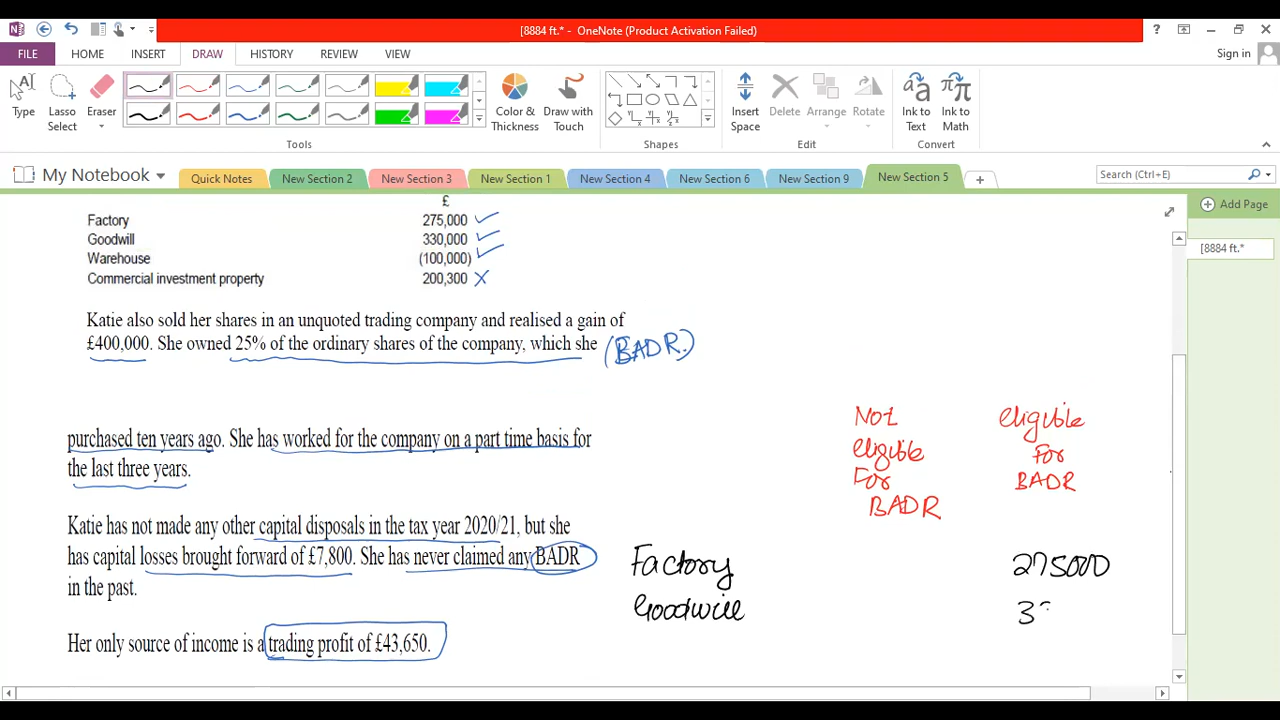 [8884 ft.* - OneNote (Product Activation Failed)
?
Sign in
FILE HOME INSERT DRAW HISTORY REVIEW VIEW
Type
Lasso Select
Eraser
Color & Thickness
Draw with Touch
Insert Space
Delete
Arrange
Rotate
Ink to Text
Ink to Math
Tools
Shapes
Edit
Convert
My Notebook
Quick Notes
New Section 2
New Section 3
New Section 1
New Section 4
New Section 6
New Section 9
New Section 5
Search (Ctrl+E)
Add Page
[8884 ft.*
£
Factory 275,000
Goodwill 330,000
Warehouse (100,000)
Commercial investment property 200,300
Katie also sold her shares in an unquoted trading company and realised a gain of
£400,000. She owned 25% of the ordinary shares of the company, which she
(BADR.)
purchased ten years ago. She has worked for the company on a part time basis for
the last three years.
Katie has not made any other capital disposals in the tax year 2020/21, but she
has capital losses brought forward of £7,800. She has never claimed any BADR
in the past.
Her only source of income is a trading profit of £43,650.
Not
eligible
For
BADR
eligible
For
BADR
Factory 275000
Goodwill 3